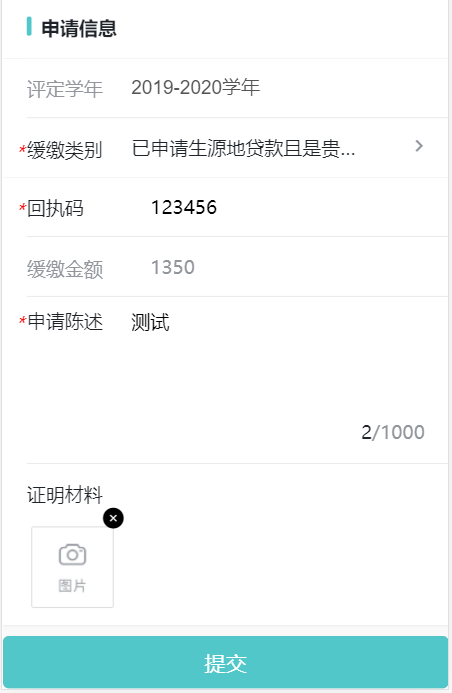 申请信息
评定学年 2019-2020学年
*缓缴类别 已申请生源地贷款且是贵...
*回执码 123456
缓缴金额 1350
*申请陈述 测试
2/1000
证明材料
图片
提交